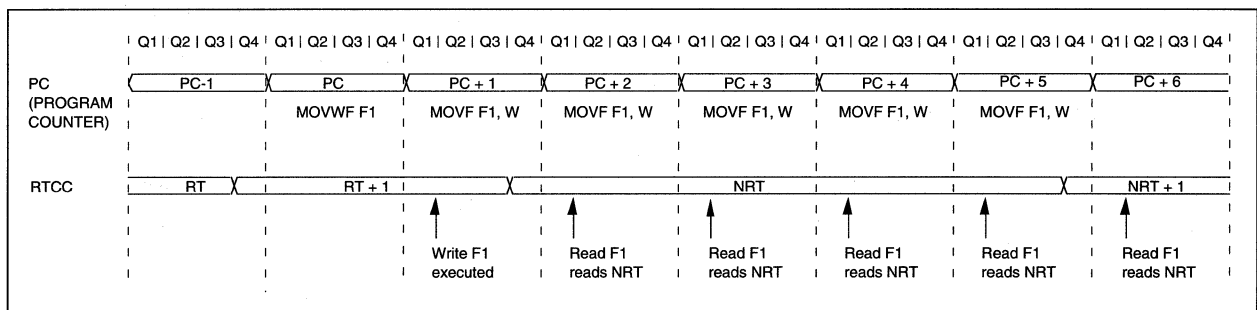 Q1 | Q2 | Q3 | Q4 Q1 | Q2 | Q3 | Q4 Q1 | Q2 | Q3 | Q4 Q1 | Q2 | Q3 | Q4 Q1 | Q2 | Q3 | Q4 Q1 | Q2 | Q3 | Q4 Q1 | Q2 | Q3 | Q4 Q1 | Q2 | Q3 | Q4
PC PC-1 PC PC + 1 PC + 2 PC + 3 PC + 4 PC + 5 PC + 6
(PROGRAM
COUNTER) MOVWF F1 MOVF F1, W MOVF F1, W MOVF F1, W MOVF F1, W MOVF F1, W
RTCC RT RT + 1 NRT NRT + 1
Write F1 Read F1 Read F1 Read F1 Read F1 Read F1
executed reads NRT reads NRT reads NRT reads NRT reads NRT